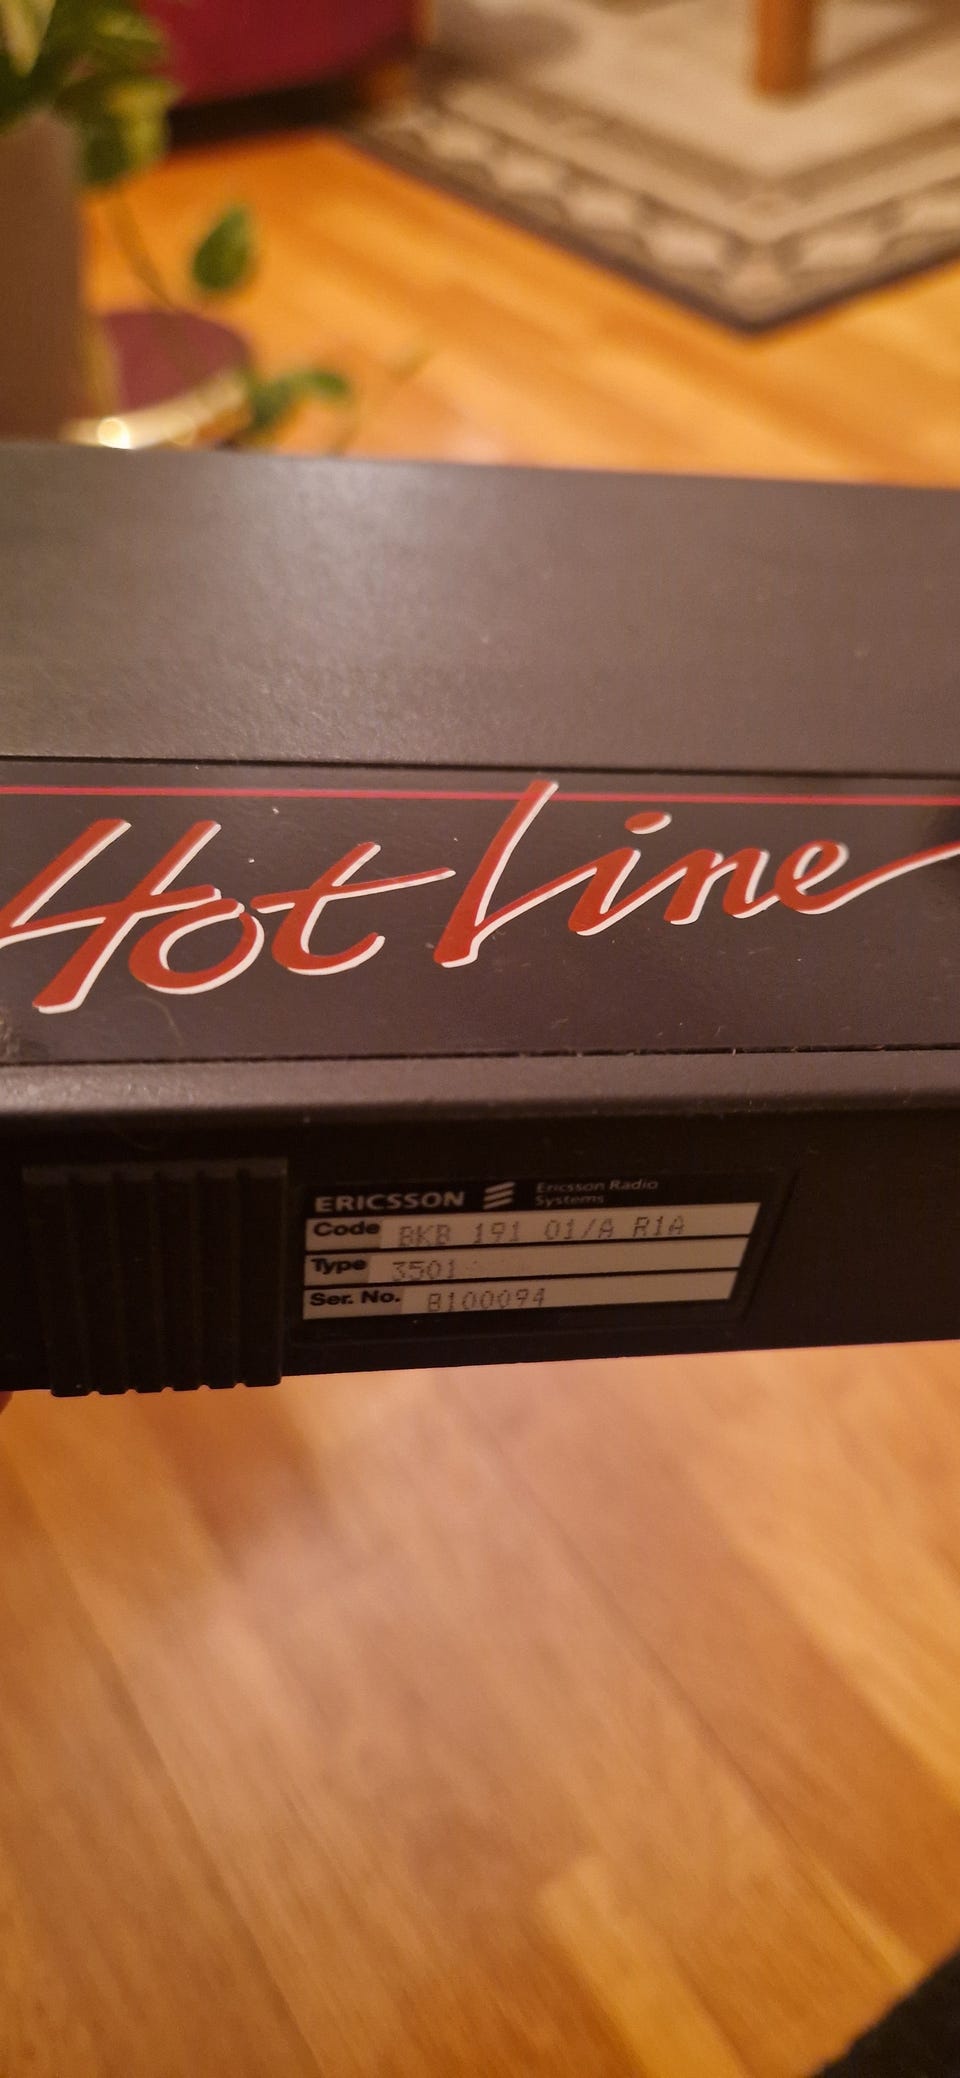 Hot Line
ERICSSON Ericsson Radio
Systems
Code BKB 191 01/A R1A
Type 3501
Ser. No. B100094